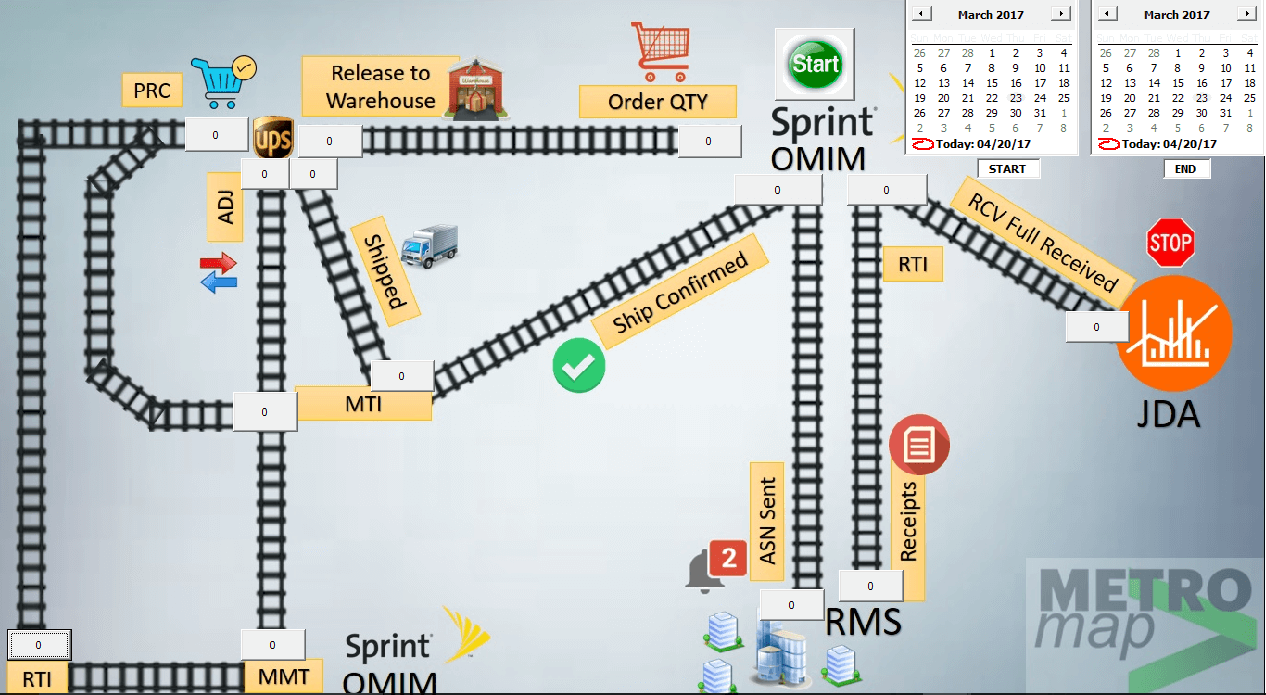 March 2017
Sun Mon Tue Wed Thu Fri Sat
26 27 28 1 2 3 4
5 6 7 8 9 10 11
12 13 14 15 16 17 18
19 20 21 22 23 24 25
26 27 28 29 30 31 1
2 3 4 5 6 7 8
Today: 04/20/17
START
March 2017
Sun Mon Tue Wed Thu Fri Sat
26 27 28 1 2 3 4
5 6 7 8 9 10 11
12 13 14 15 16 17 18
19 20 21 22 23 24 25
26 27 28 29 30 31 1
2 3 4 5 6 7 8
Today: 04/20/17
END
PRC
Release to
Warehouse
Warehouse
Order QTY
Start
Sprint
OMIM
0
ups
0
0
0
0
0
0
ADJ
Shipped
Ship Confirmed
RTI
RCV Full Received
STOP
0
JDA
0
0
MTI
ASN Sent
Receipts
2
0
0
RMS
METRO
map
0
0
RTI
MMT
Sprint
OMIM